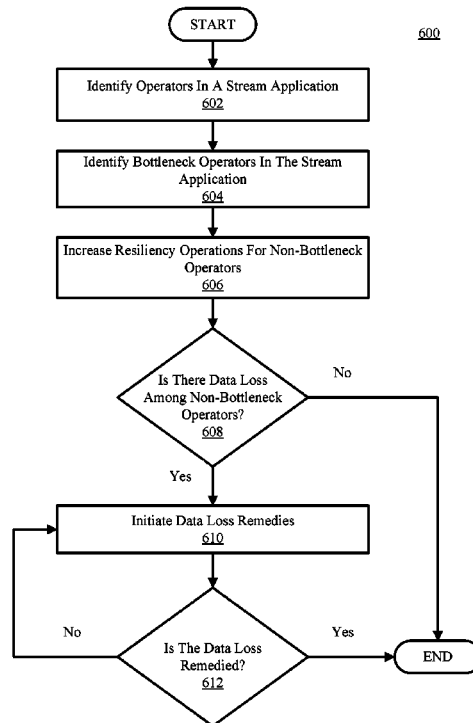 START
600
Identify Operators In A Stream Application
602
Identify Bottleneck Operators In The Stream
Application
604
Increase Resiliency Operations For Non-Bottleneck
Operators
606
Is There Data Loss
Among Non-Bottleneck
Operators?
608
No
Yes
Initiate Data Loss Remedies
610
No
Is The Data Loss
Remedied?
612
Yes
END